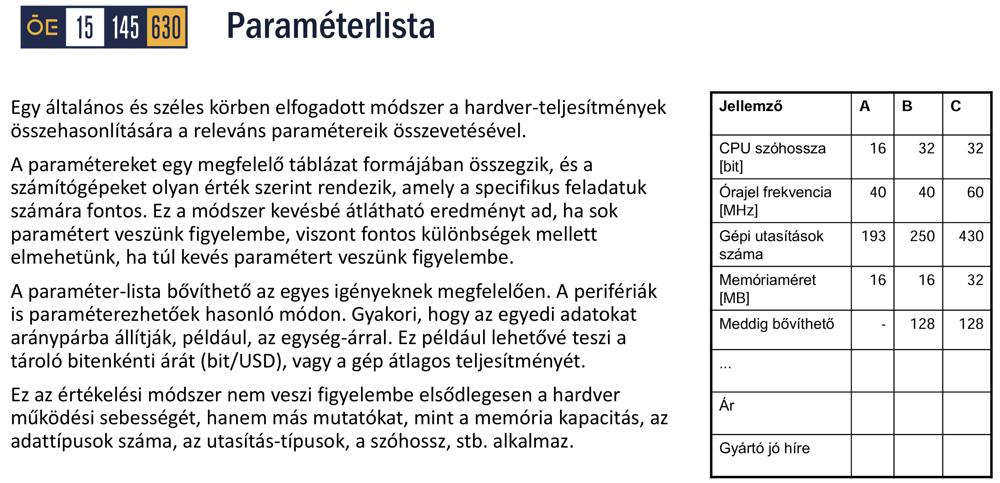 ŌE 15 145 630
Paraméterlista
Egy általános és széles körben elfogadott módszer a hardver-teljesítmények
összehasonlítására a releváns paramétereik összevetésével.
A paramétereket egy megfelelő táblázat formájában összegzik, és a
számítógépeket olyan érték szerint rendezik, amely a specifikus feladatuk
számára fontos. Ez a módszer kevésbé átlátható eredményt ad, ha sok
paramétert veszünk figyelembe, viszont fontos különbségek mellett
elmehetünk, ha túl kevés paramétert veszünk figyelembe.
A paraméter-lista bővíthető az egyes igényeknek megfelelően. A perifériák
is paraméterezhetőek hasonló módon. Gyakori, hogy az egyedi adatokat
aránypárba állítják, például, az egység-árral. Ez például lehetővé teszi a
tároló bitenkénti árát (bit/USD), vagy a gép átlagos teljesítményét.
Ez az értékelési módszer nem veszi figyelembe elsődlegesen a hardver
működési sebességét, hanem más mutatókat, mint a memória kapacitás, az
adattípusok száma, az utasítás-típusok, a szóhossz, stb. alkalmaz.
Jellemző A B C
CPU szóhossza 16 32 32
[bit]
Órajel frekvencia 40 40 60
[MHz]
Gépi utasítások 193 250 430
száma
Memóriaméret 16 16 32
[MB]
Meddig bővíthető - 128 128
...
Ár
Gyártó jó híre